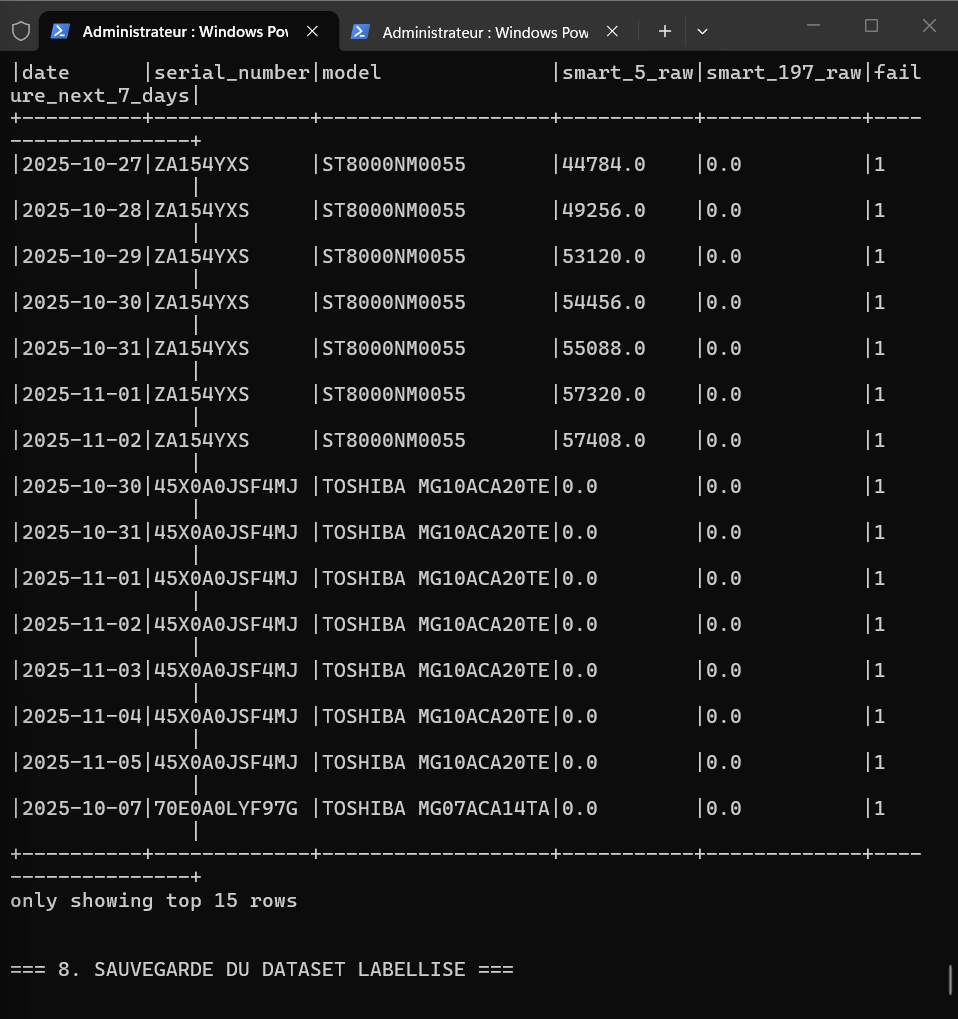 Administrateur : Windows Pov
Administrateur : Windows Pow
|date      |serial_number|model              |smart_5_raw|smart_197_raw|fail
ure_next_7_days|
+----------+-------------+-------------------+-----------+-------------+----
---------------+
|2025-10-27|ZA154YXS     |ST8000NM0055       |44784.0    |0.0          |1
               |
|2025-10-28|ZA154YXS     |ST8000NM0055       |49256.0    |0.0          |1
               |
|2025-10-29|ZA154YXS     |ST8000NM0055       |53120.0    |0.0          |1
               |
|2025-10-30|ZA154YXS     |ST8000NM0055       |54456.0    |0.0          |1
               |
|2025-10-31|ZA154YXS     |ST8000NM0055       |55088.0    |0.0          |1
               |
|2025-11-01|ZA154YXS     |ST8000NM0055       |57320.0    |0.0          |1
               |
|2025-11-02|ZA154YXS     |ST8000NM0055       |57408.0    |0.0          |1
               |
|2025-10-30|45X0A0JSF4MJ |TOSHIBA MG10ACA20TE|0.0        |0.0          |1
               |
|2025-10-31|45X0A0JSF4MJ |TOSHIBA MG10ACA20TE|0.0        |0.0          |1
               |
|2025-11-01|45X0A0JSF4MJ |TOSHIBA MG10ACA20TE|0.0        |0.0          |1
               |
|2025-11-02|45X0A0JSF4MJ |TOSHIBA MG10ACA20TE|0.0        |0.0          |1
               |
|2025-11-03|45X0A0JSF4MJ |TOSHIBA MG10ACA20TE|0.0        |0.0          |1
               |
|2025-11-04|45X0A0JSF4MJ |TOSHIBA MG10ACA20TE|0.0        |0.0          |1
               |
|2025-11-05|45X0A0JSF4MJ |TOSHIBA MG10ACA20TE|0.0        |0.0          |1
               |
|2025-10-07|70E0A0LYF97G |TOSHIBA MG07ACA14TA|0.0        |0.0          |1
               |
+----------+-------------+-------------------+-----------+-------------+----
---------------+
only showing top 15 rows
=== 8. SAUVEGARDE DU DATASET LABELLISE ===